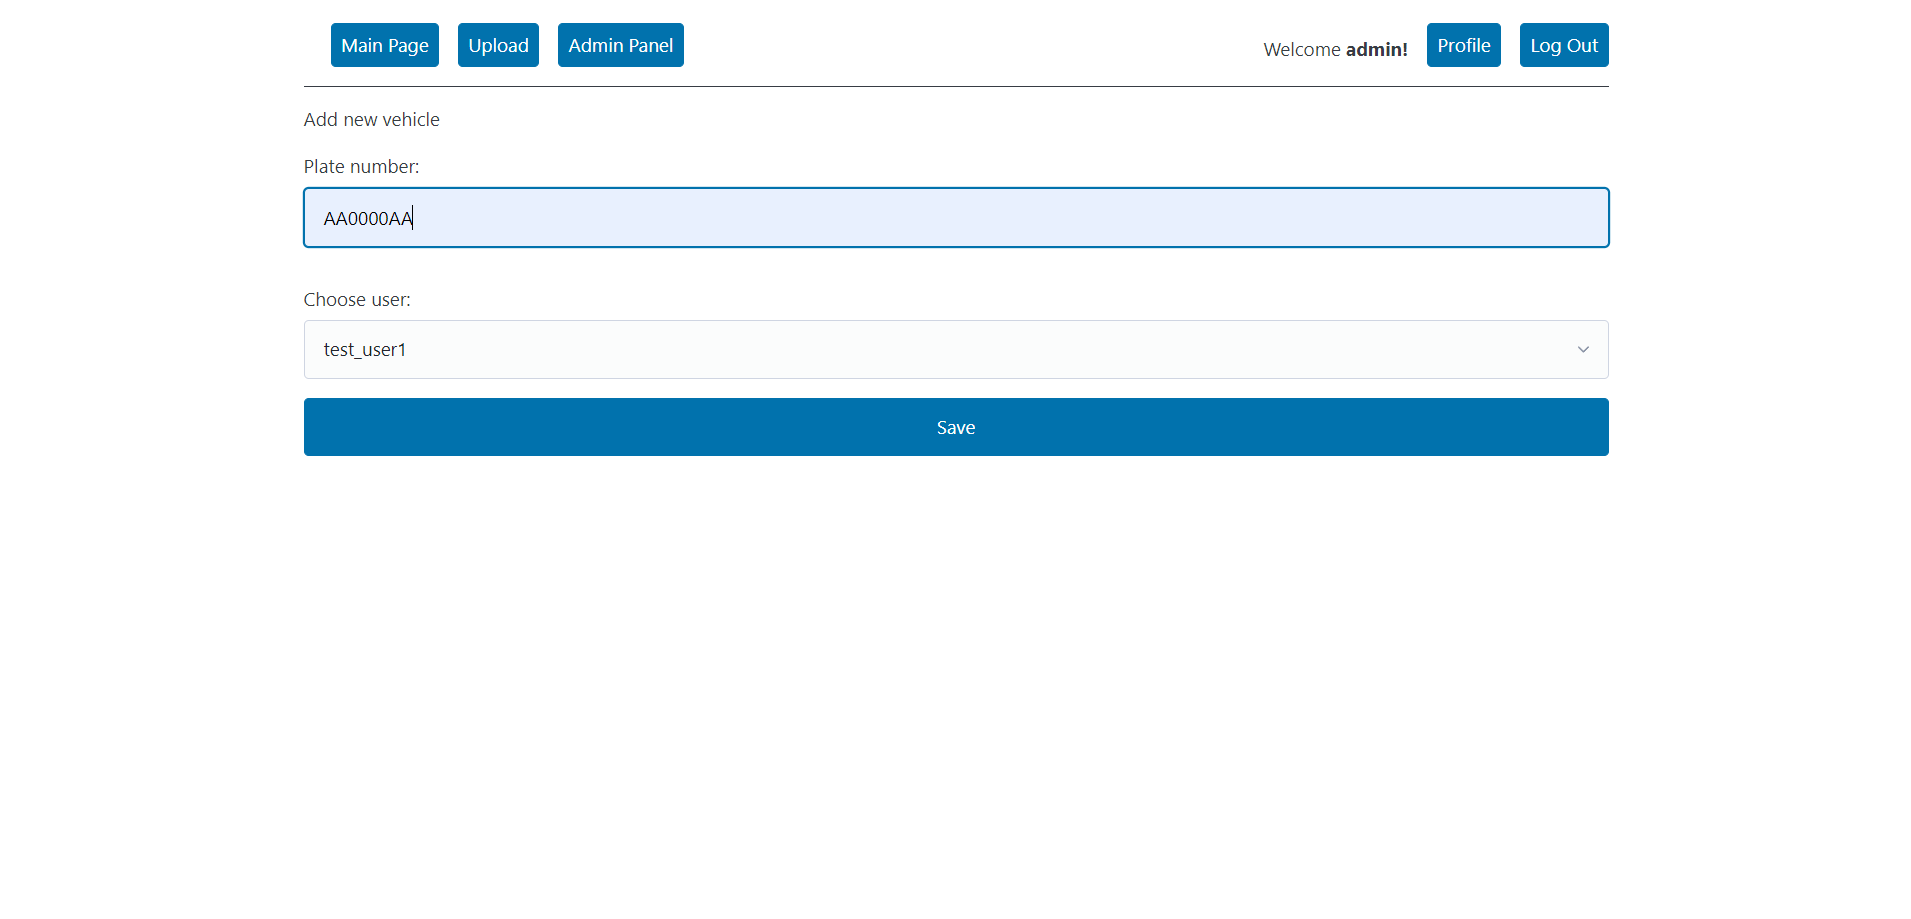 Main Page Upload Admin Panel Welcome admin! Profile Log Out
Add new vehicle
Plate number:
AA0000AA
Choose user:
test_user1
Save